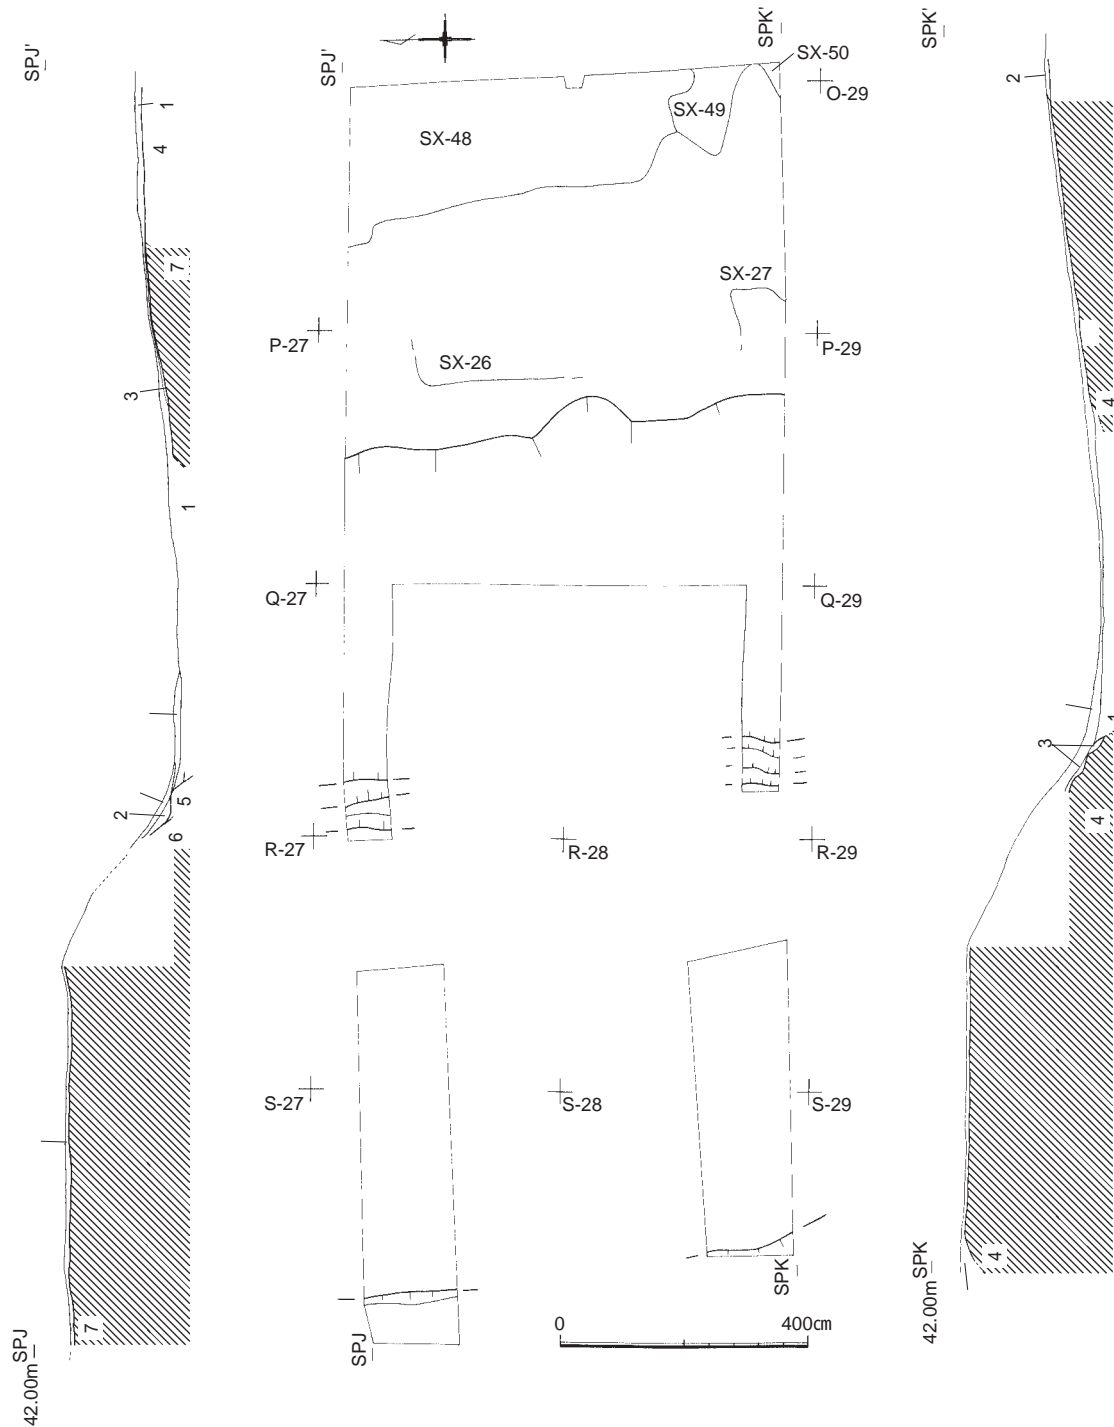 SPJ'
1
4
7
3
1
2
5
6
7
42.00m SPJ
SPJ'
SPK'
SX-50
O-29
SX-49
SX-48
SX-27
P-27
P-29
SX-26
Q-27
Q-29
R-27
R-28
R-29
S-27
S-28
S-29
SPJ
SPK
0
400cm
SPK'
2
4
3
1
4
4
42.00m SPK